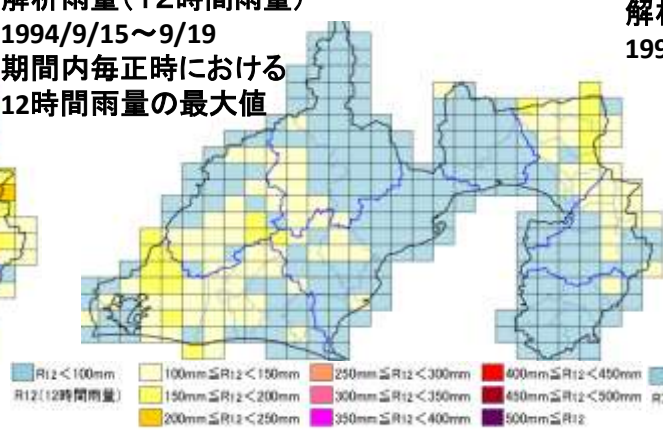 解析雨量(12時間雨量)
1994/9/15～9/19
期間内毎正時における
12時間雨量の最大値
解析
199
R12＜100mm
100mm≦R12＜150mm
250mm≦R12＜300mm
400mm≦R12＜450mm
R12(12時間雨量)
150mm≦R12＜200mm
300mm≦R12＜350mm
450mm≦R12＜500mm
200mm≦R12＜250mm
350mm≦R12＜400mm
500mm≦R12